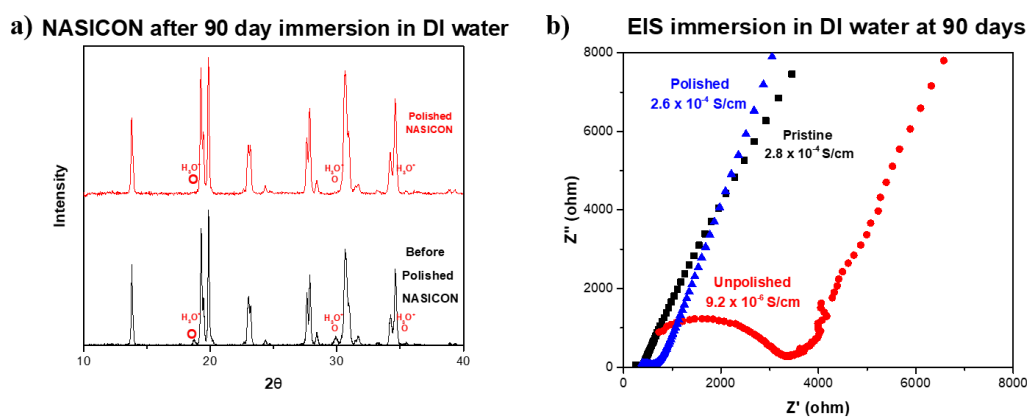 a) NASICON after 90 day immersion in DI water
Intensity
Polished
NASICON
H₃O⁺
O
H₃O⁺
O
H₃O⁺
Before
Polished
NASICON
H₃O⁺
O
H₃O⁺
O
H₃O⁺
O
10 20 30 40
2θ
b) EIS immersion in DI water at 90 days
Z'' (ohm)
8000
6000
4000
2000
0
Polished
2.6 x 10⁻⁴ S/cm
Pristine
2.8 x 10⁻⁴ S/cm
Unpolished
9.2 x 10⁻⁶ S/cm
0 2000 4000 6000 8000
Z' (ohm)